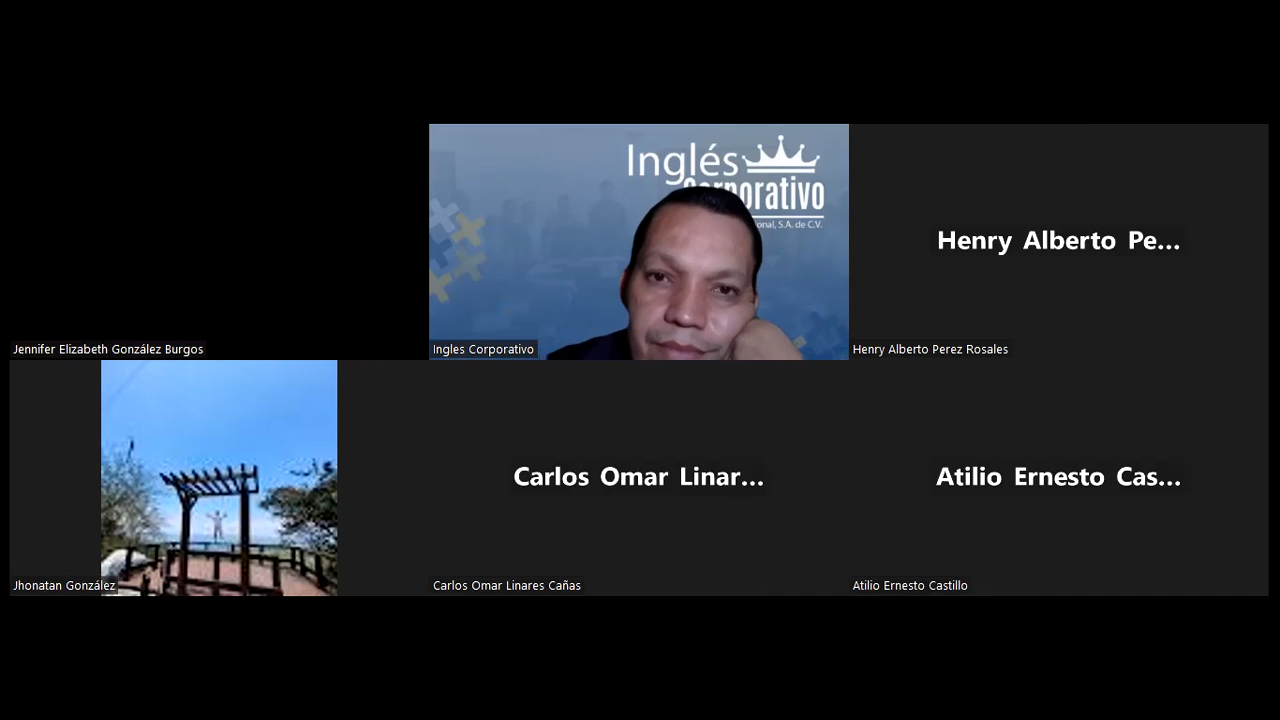 Inglés
Corporativo
onal, S.A. de C.V.
Henry Alberto Pe...
Jennifer Elizabeth González Burgos
Ingles Corporativo
Henry Alberto Perez Rosales
Carlos Omar Linar...
Atilio Ernesto Cas...
Jhonatan González
Carlos Omar Linares Cañas
Atilio Ernesto Castillo